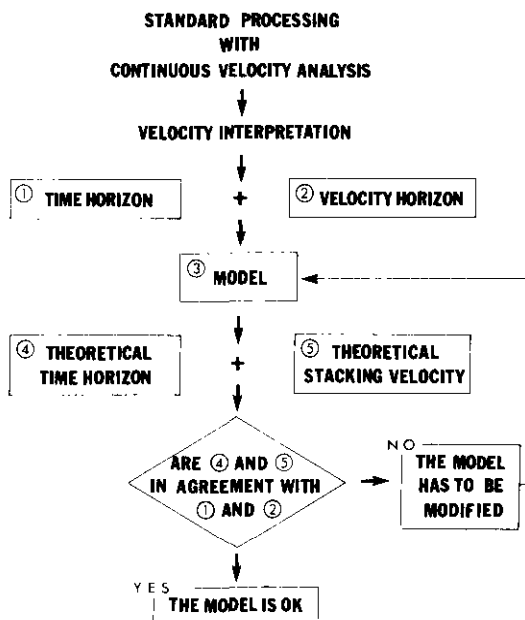 STANDARD PROCESSING
WITH
CONTINUOUS VELOCITY ANALYSIS
VELOCITY INTERPRETATION
① TIME HORIZON
+
② VELOCITY HORIZON
③ MODEL
④ THEORETICAL
TIME HORIZON
+
⑤ THEORETICAL
STACKING VELOCITY
ARE ④ AND ⑤
IN AGREEMENT WITH
① AND ②
NO
THE MODEL
HAS TO BE
MODIFIED
YES
THE MODEL IS OK